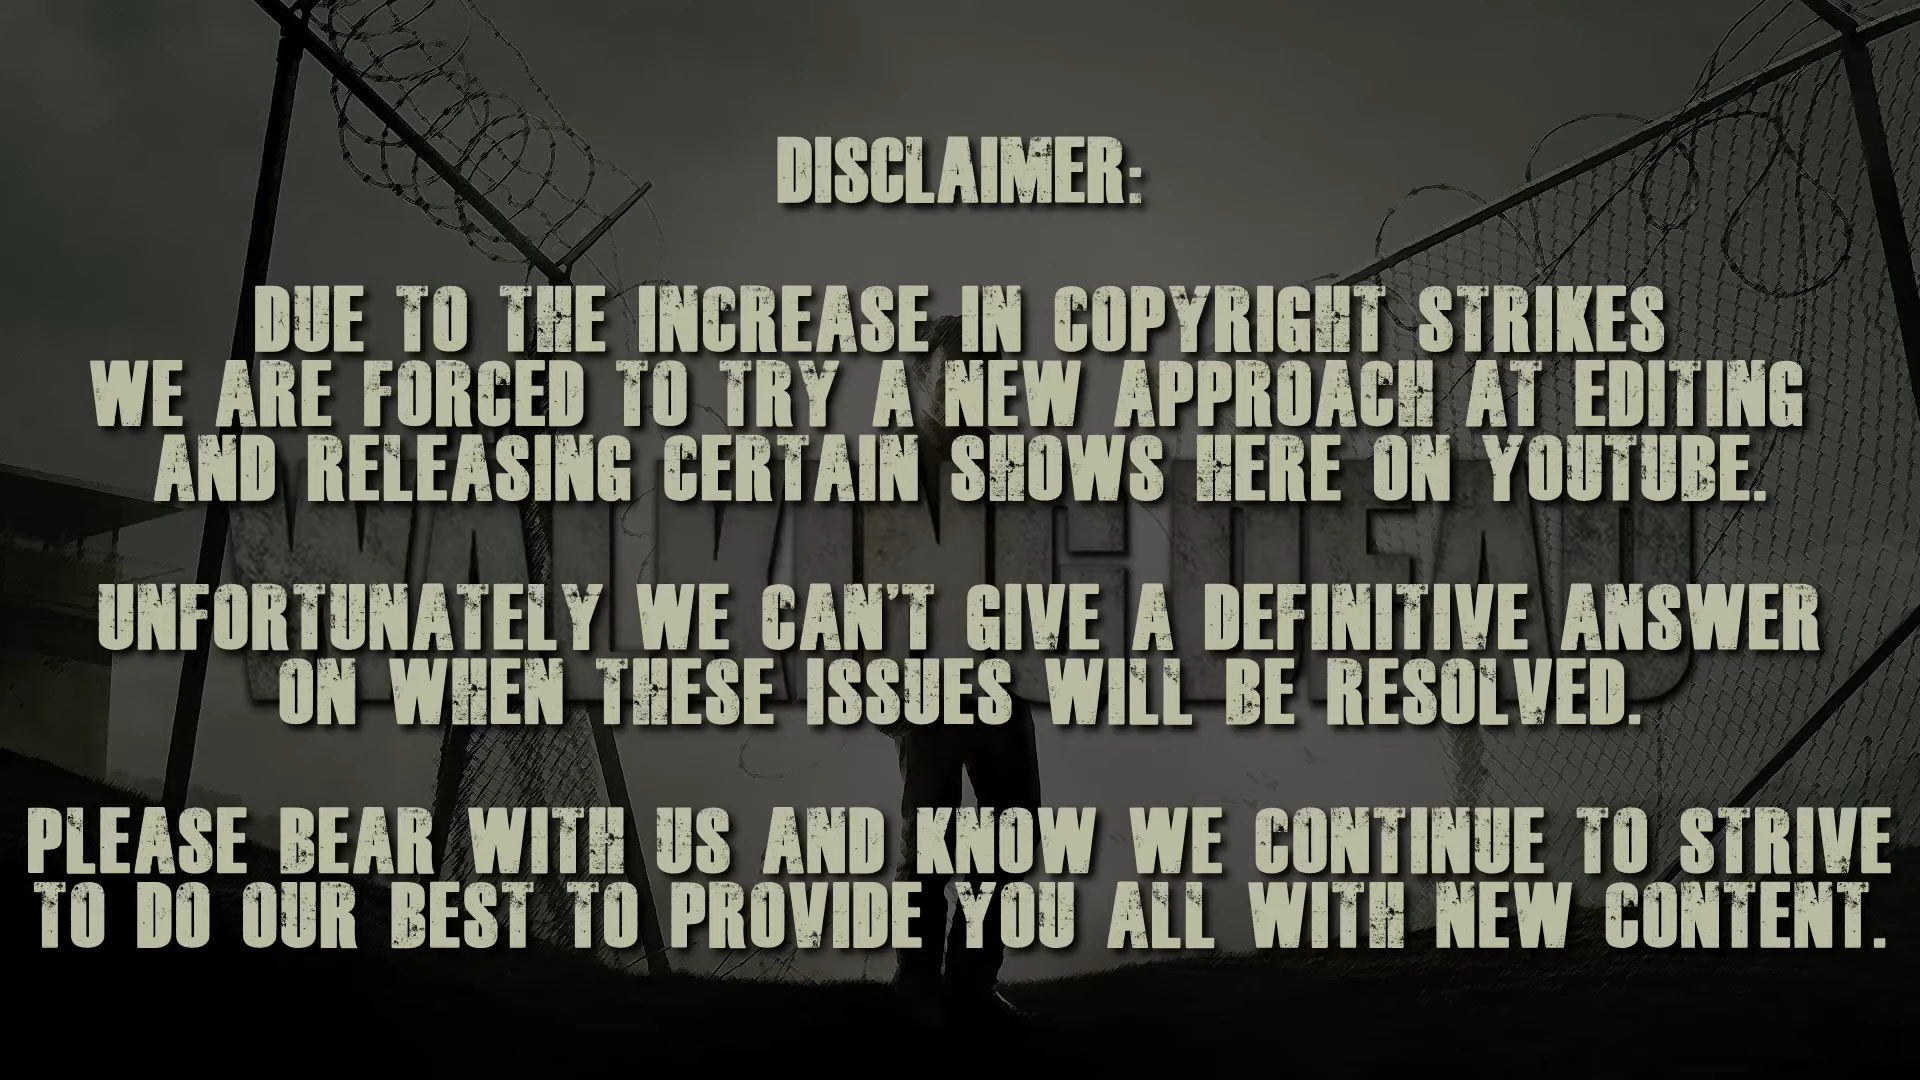 DISCLAIMER:
DUE TO THE INCREASE IN COPYRIGHT STRIKES
WE ARE FORCED TO TRY A NEW APPROACH AT EDITING
AND RELEASING CERTAIN SHOWS HERE ON YOUTUBE.
WALKING DEAD
UNFORTUNATELY WE CAN'T GIVE A DEFINITIVE ANSWER
ON WHEN THESE ISSUES WILL BE RESOLVED.
PLEASE BEAR WITH US AND KNOW WE CONTINUE TO STRIVE
TO DO OUR BEST TO PROVIDE YOU ALL WITH NEW CONTENT.